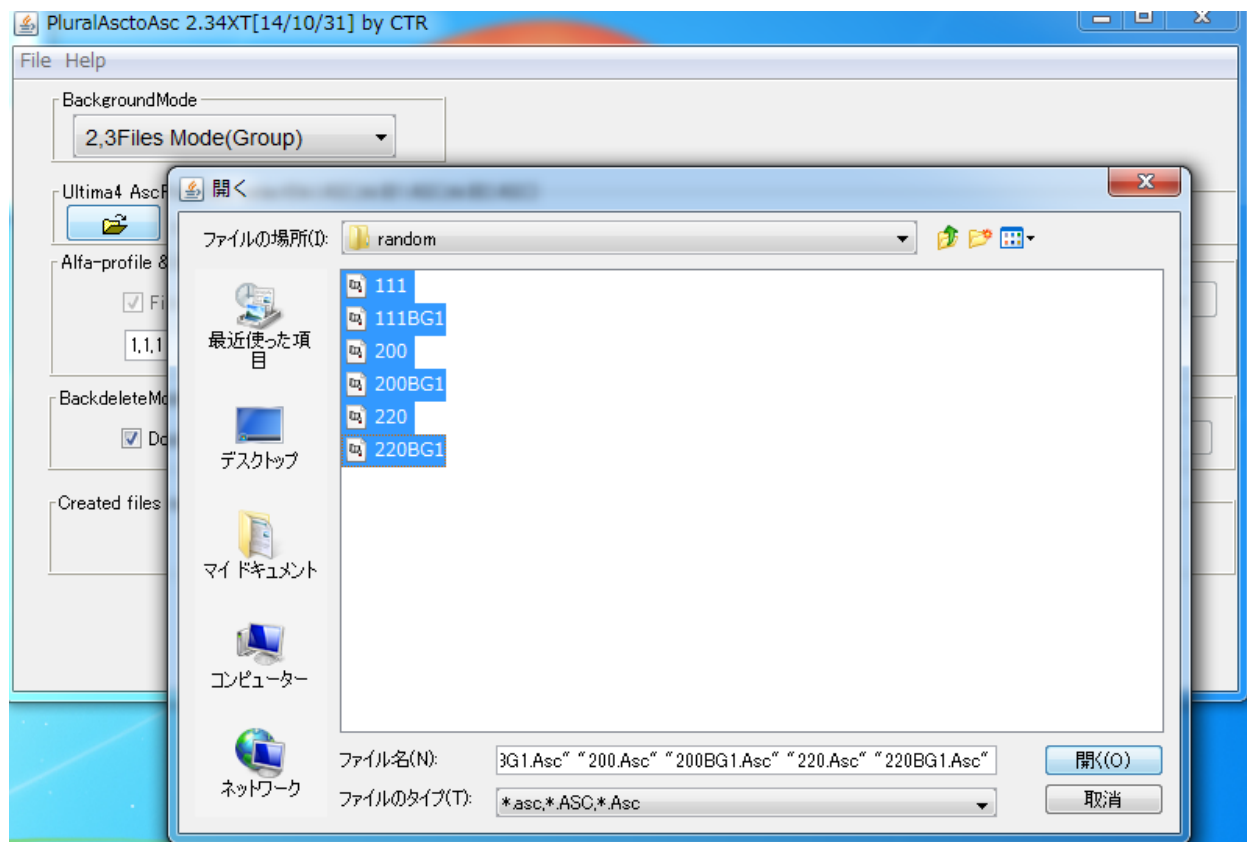 PluralAsctoAsc 2.34XT[14/10/31] by CTR
File Help
BackgroundMode
2,3Files Mode(Group)
Ultima4 Asc
開く
ファイルの場所(I):
random
Alfa-profile &
Fi
1,1,1
BackdeleteMo
Do
Created files
最近使った項目
デスクトップ
マイ ドキュメント
コンピューター
ネットワーク
111
111BG1
200
200BG1
220
220BG1
ファイル名(N):
BG1.Asc" "200.Asc" "200BG1.Asc" "220.Asc" "220BG1.Asc"
開く(O)
ファイルのタイプ(T):
*.asc,*.ASC,*.Asc
取消